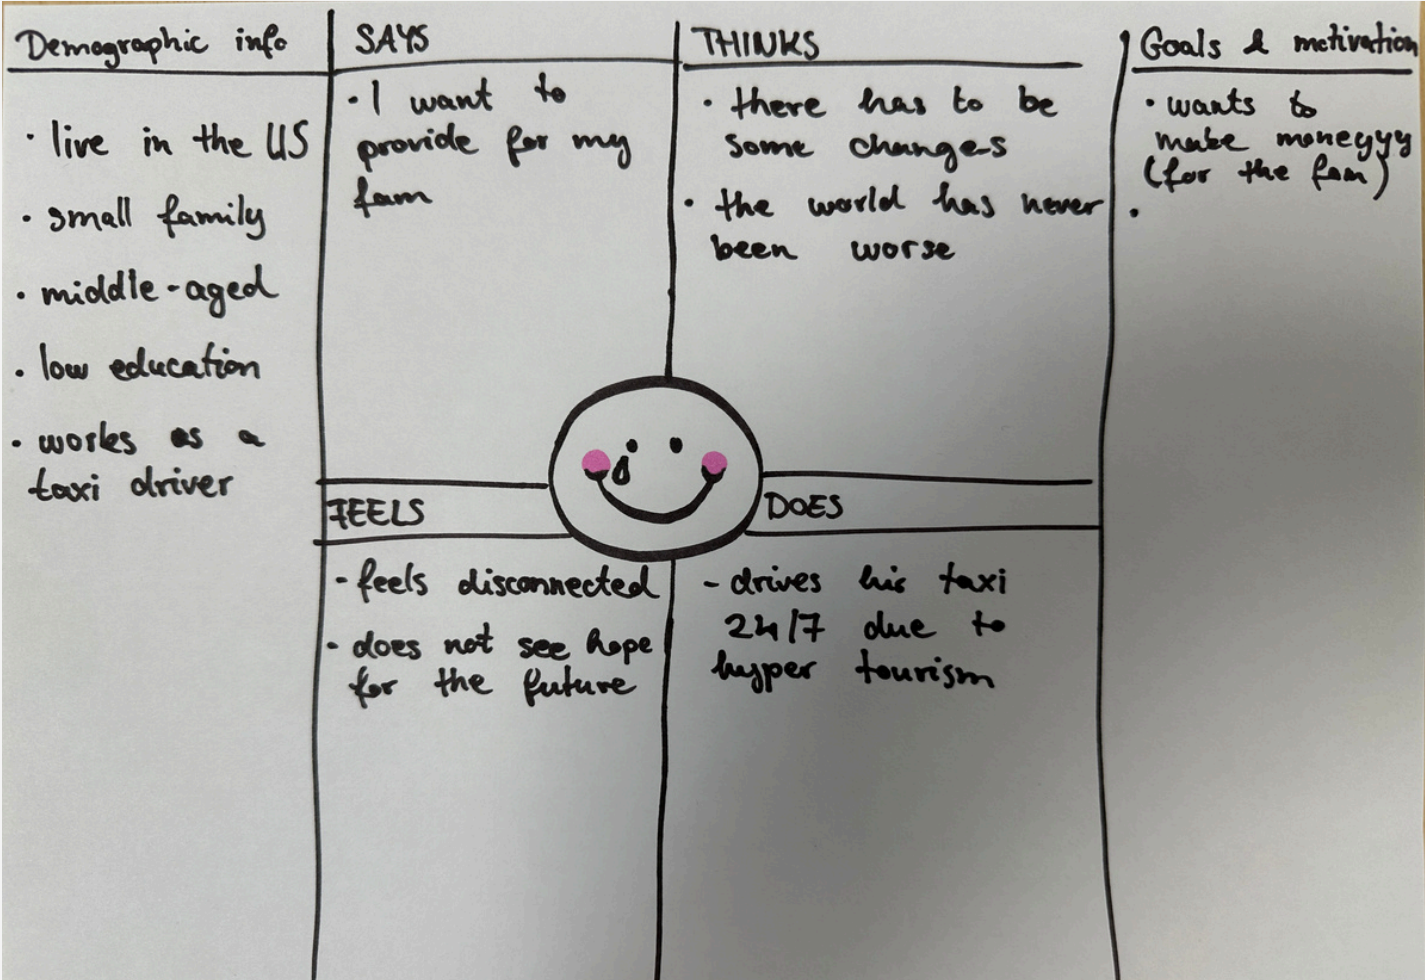 Demographic info
• live in the US
• small family
• middle-aged
• low education
• works as a
taxi driver
SAYS
• I want to
provide for my
fam
THINKS
• there has to be
some changes
• the world has never
been worse
FEELS
- feels disconnected
• does not see hope
for the future
DOES
- drives his taxi
24/7 due to
hyper tourism
Goals & motivation
• wants to
make moneyyy
(for the fam)
•